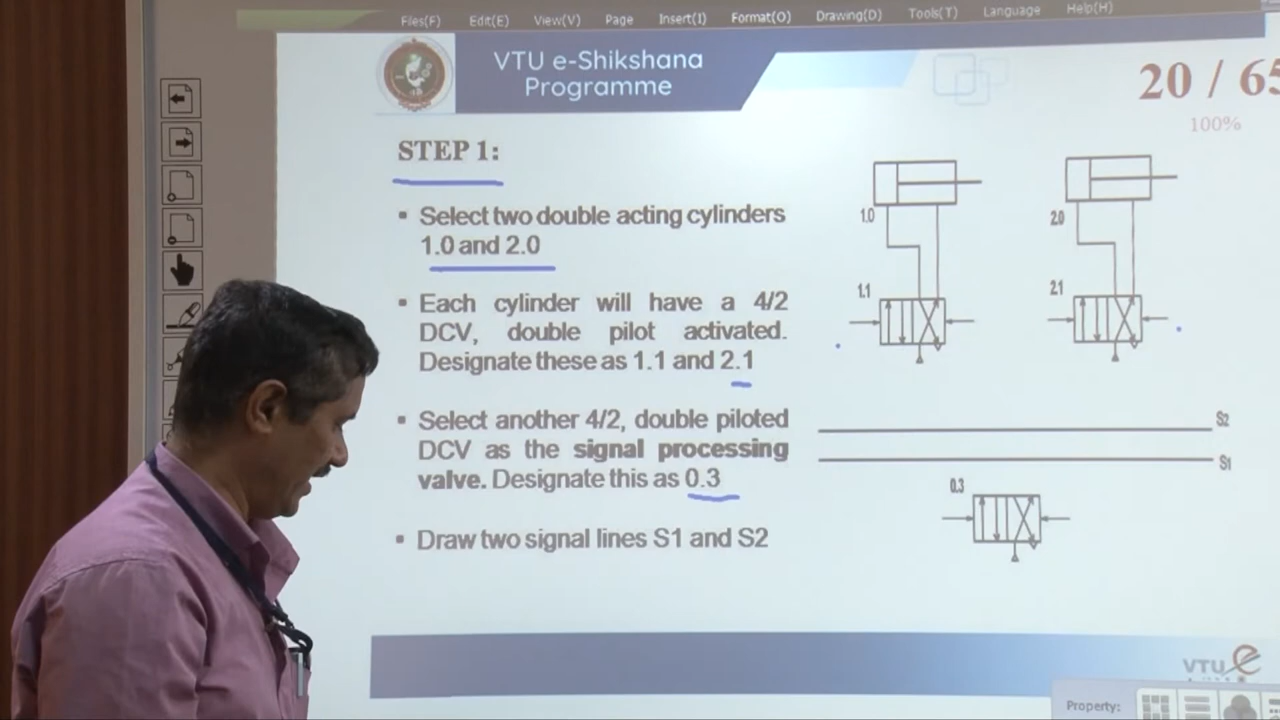 Files(F) Edit(E) View(V) Page Insert(I) Format(O) Drawing(D) Tools(T) Language Help(H)
VTU e-Shikshana
Programme
20 / 65
100%
STEP 1:
▪ Select two double acting cylinders
1.0 and 2.0
▪ Each cylinder will have a 4/2
DCV, double pilot activated.
Designate these as 1.1 and 2.1
▪ Select another 4/2, double piloted
DCV as the signal processing
valve. Designate this as 0.3
▪ Draw two signal lines S1 and S2
1.0
2.0
1.1
2.1
S2
S1
0.3
VTU e
Property: